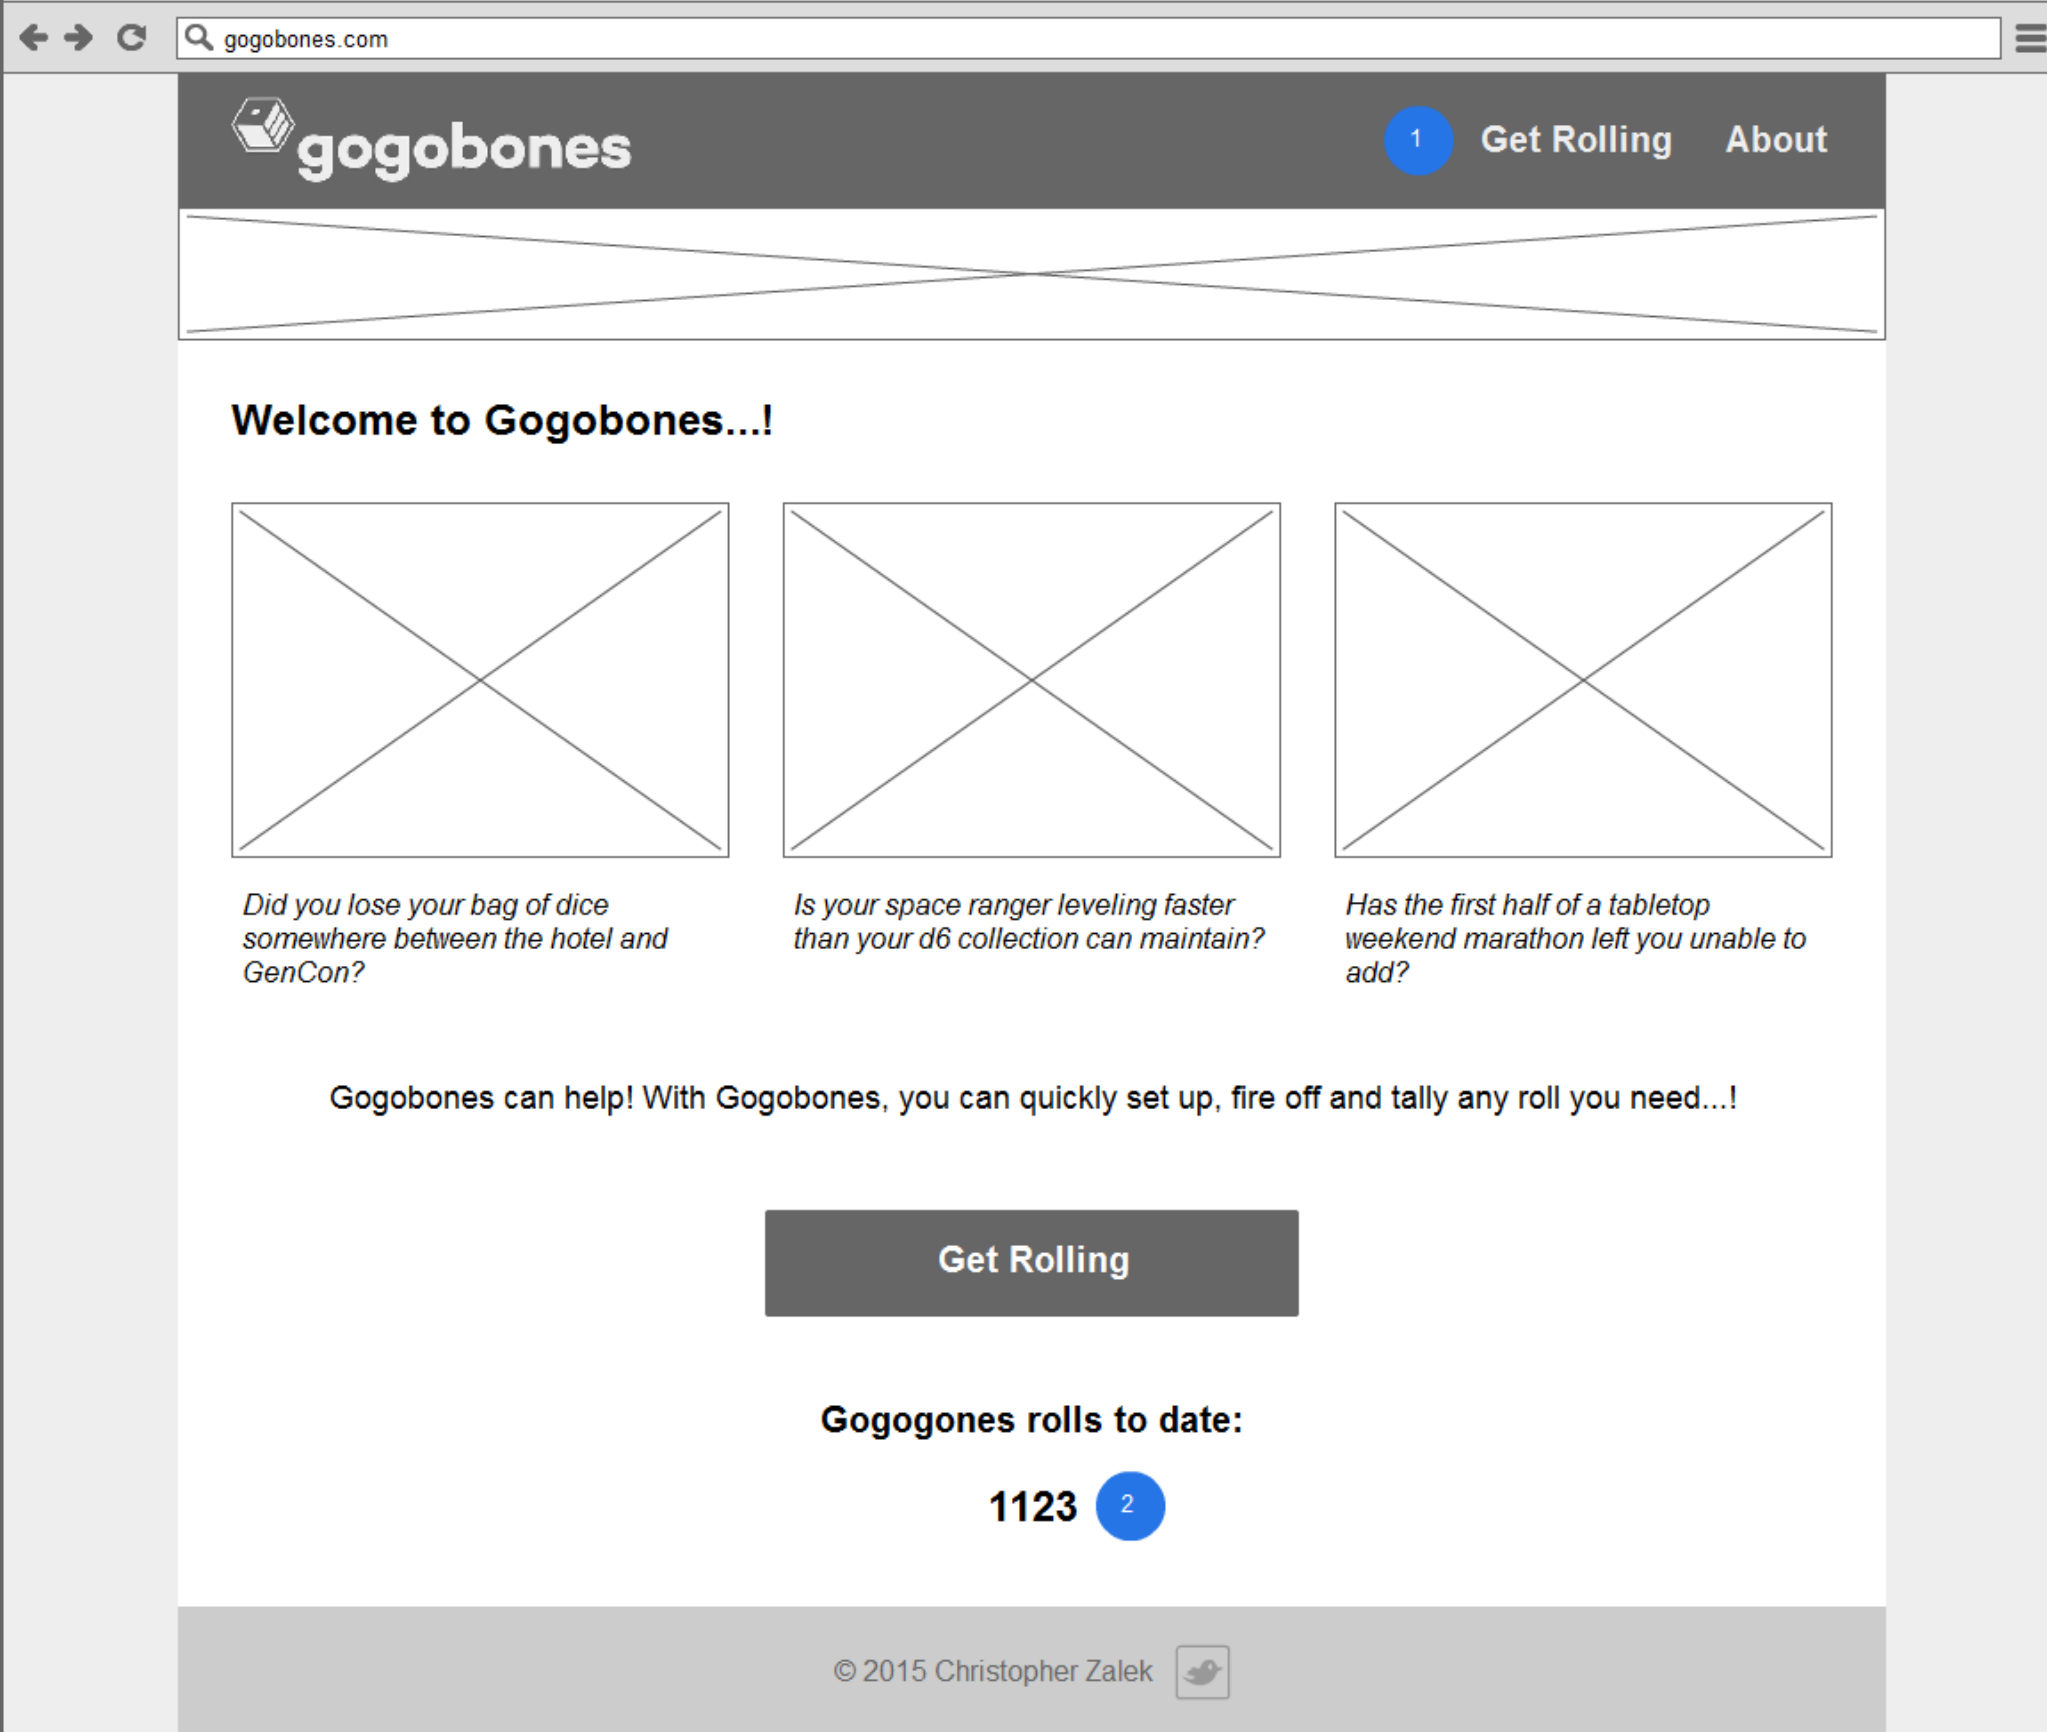 gogobones.com
gogobones
1
Get Rolling
About
Welcome to Gogobones...!
Did you lose your bag of dice
somewhere between the hotel and
GenCon?
Is your space ranger leveling faster
than your d6 collection can maintain?
Has the first half of a tabletop
weekend marathon left you unable to
add?
Gogobones can help! With Gogobones, you can quickly set up, fire off and tally any roll you need...!
Get Rolling
Gogogones rolls to date:
1123
2
© 2015 Christopher Zalek